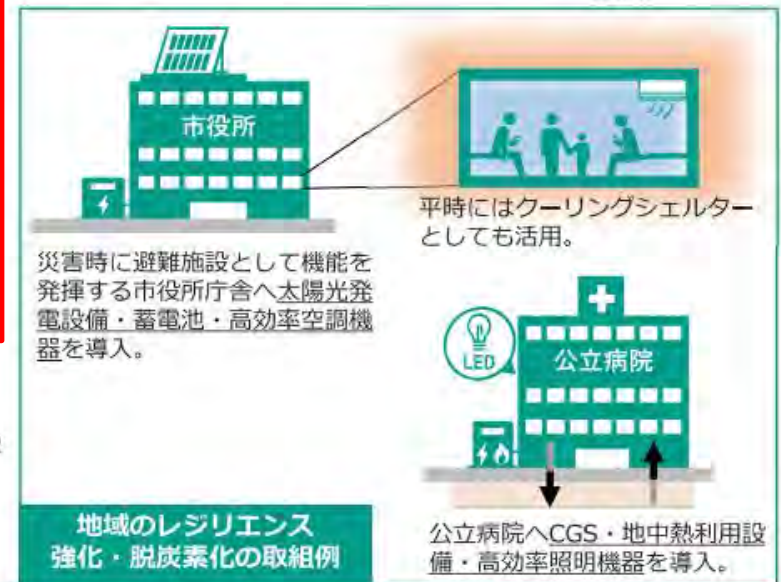 市役所
災害時に避難施設として機能を
発揮する市役所庁舎へ太陽光発
電設備・蓄電池・高効率空調機
器を導入。
平時にはクーリングシェルター
としても活用。
LED
公立病院
公立病院へCGS・地中熱利用設
備・高効率照明機器を導入。
地域のレジリエンス
強化・脱炭素化の取組例